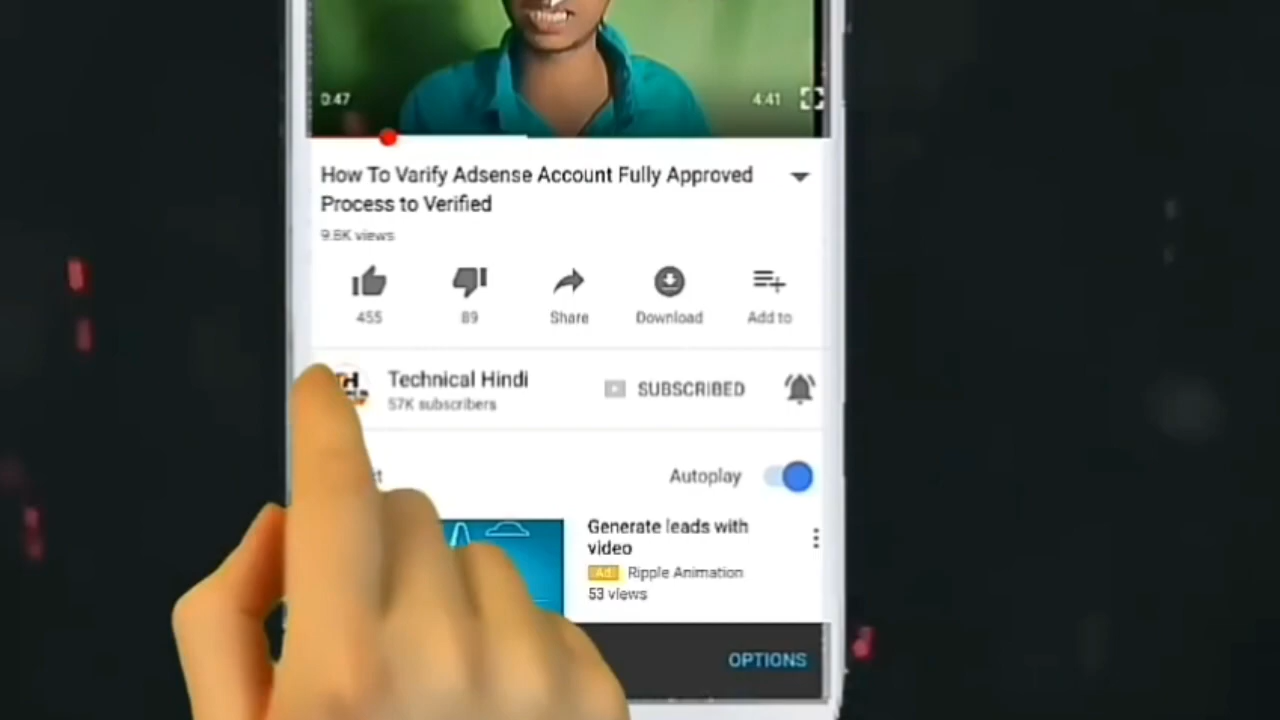 0:47
4:41
How To Varify Adsense Account Fully Approved
Process to Verified
9.8K views
455
89
Share
Download
Add to
Technical Hindi
57K subscribers
SUBSCRIBED
Autoplay
Generate leads with
video
Ad Ripple Animation
53 views
OPTIONS